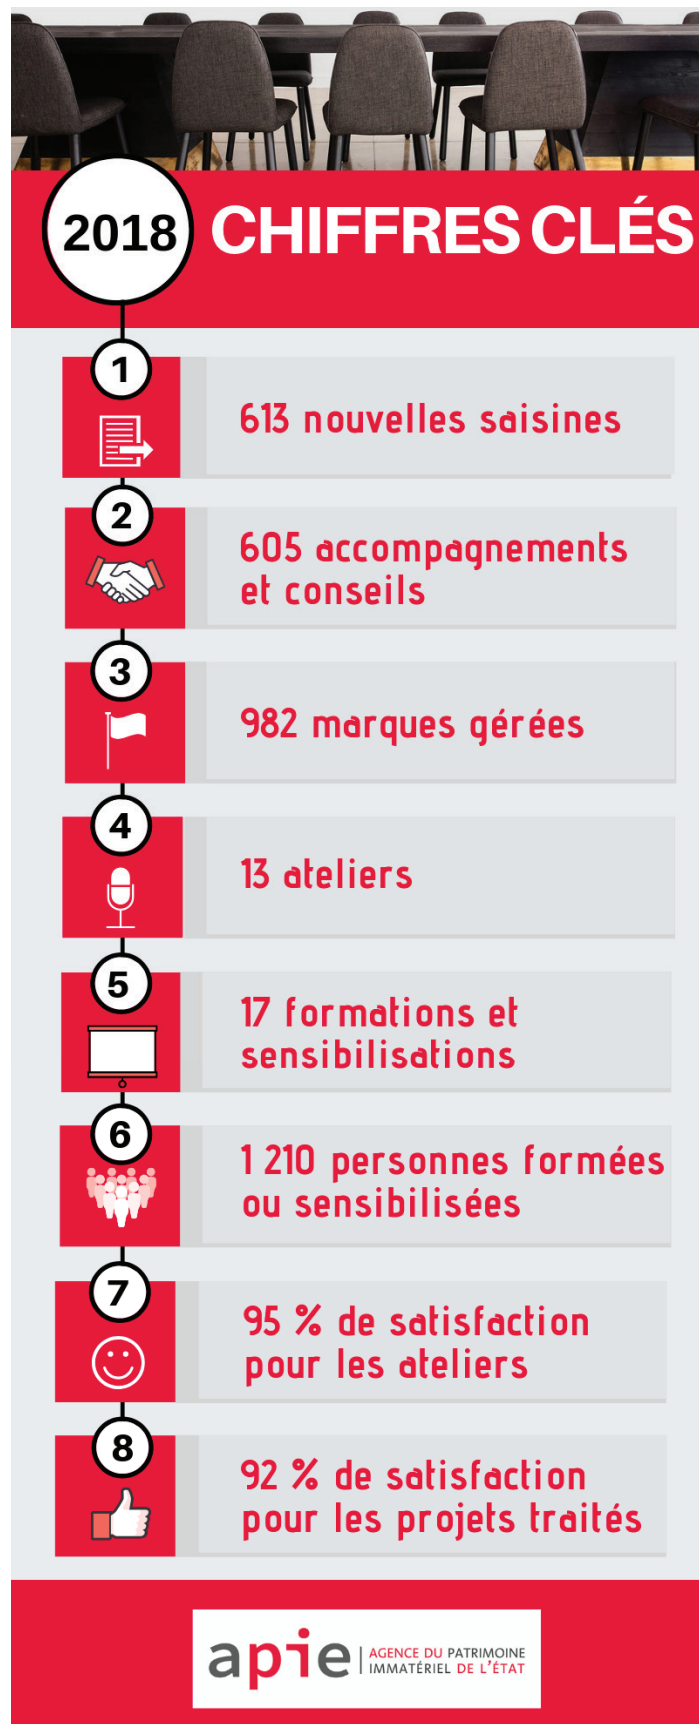 2018 CHIFFRES CLÉS
1
613 nouvelles saisines
2
605 accompagnements
et conseils
3
982 marques gérées
4
13 ateliers
5
17 formations et
sensibilisations
6
1 210 personnes formées
ou sensibilisées
7
95 % de satisfaction
pour les ateliers
8
92 % de satisfaction
pour les projets traités
apie
AGENCE DU PATRIMOINE
IMMATÉRIEL DE L'ÉTAT